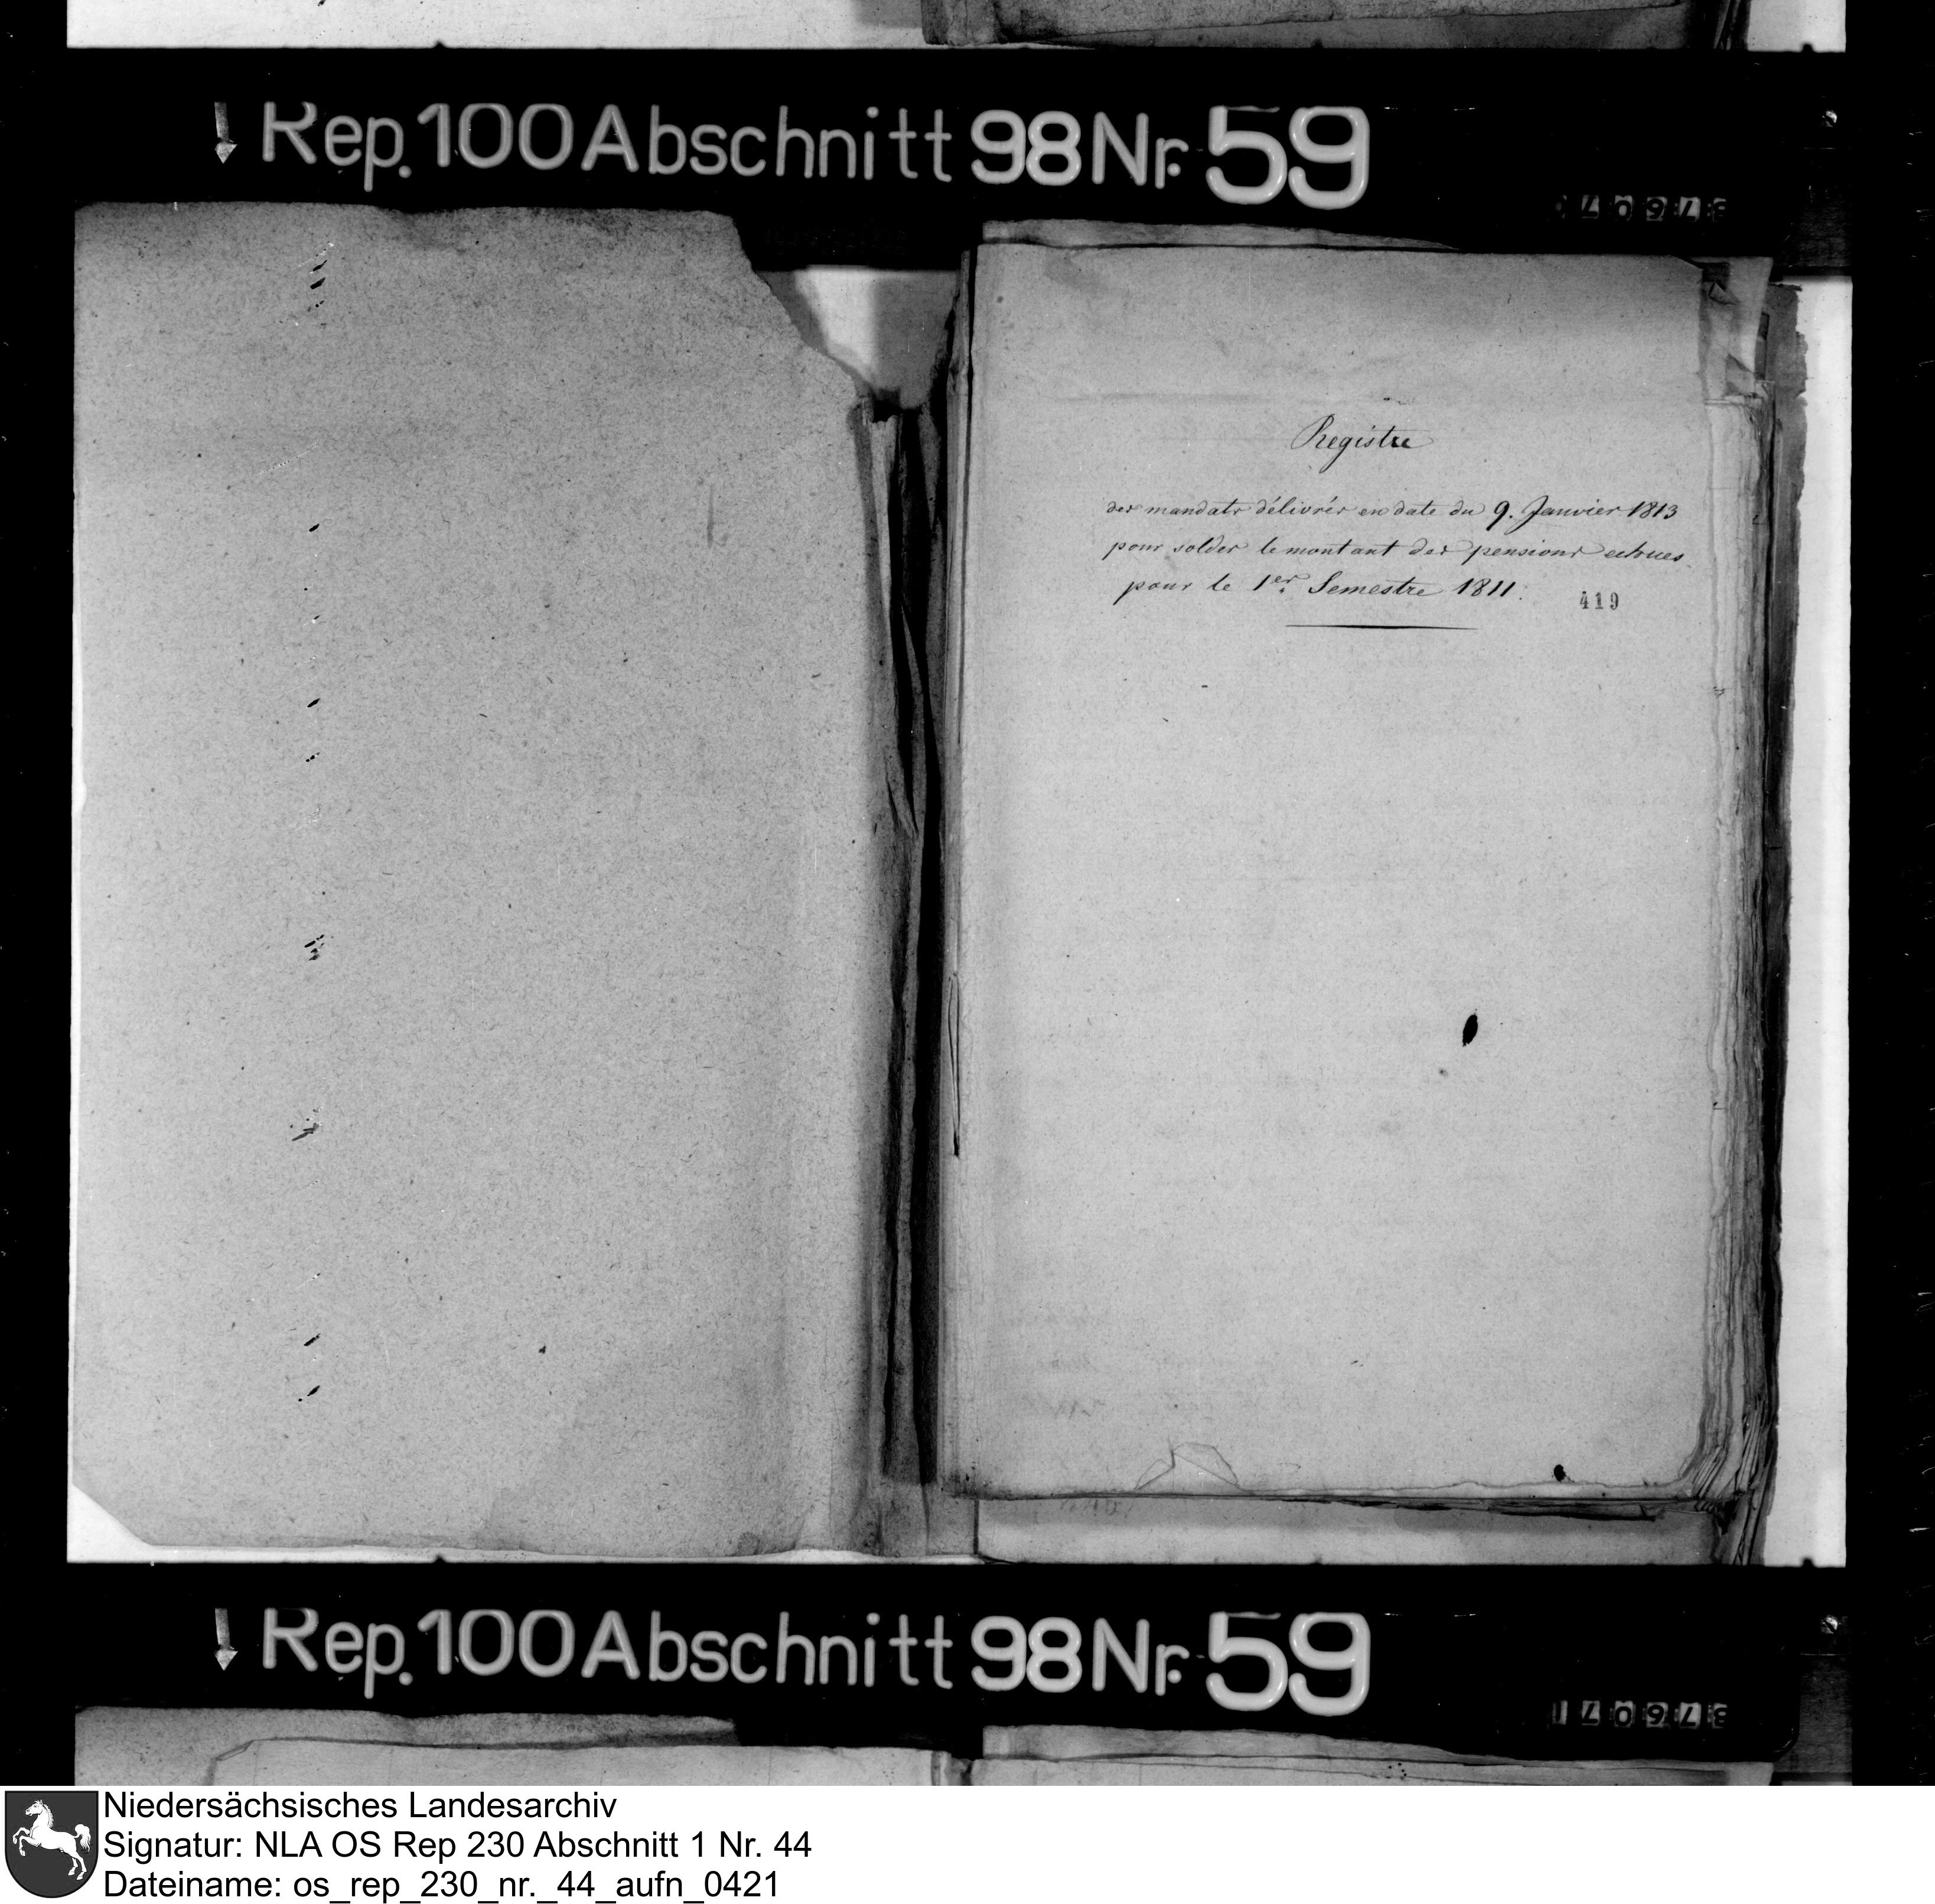 Rep. 100 Abschnitt 98 Nr. 59
Registre
des mandats délivrés en date du 9. Janvier 1813
pour solder le montant des pensions echues
pour le 1er Semestre 1811.
419
Rep. 100 Abschnitt 98 Nr. 59
Niedersächsisches Landesarchiv
Signatur: NLA OS Rep 230 Abschnitt 1 Nr. 44
Dateiname: os_rep_230_nr._44_aufn_0421